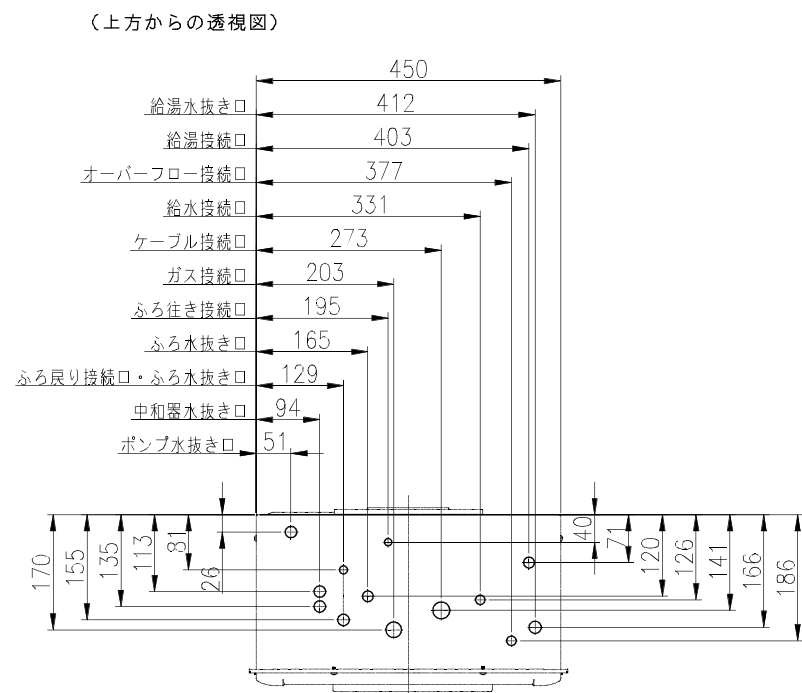 （上方からの透視図）
450
給湯水抜き口 412
給湯接続口 403
オーバーフロー接続口 377
給水接続口 331
ケーブル接続口 273
ガス接続口 203
ふろ往き接続口 195
ふろ水抜き口 165
ふろ戻り接続口・ふろ水抜き口 129
中和器水抜き口 94
ポンプ水抜き口 51
170
155
135
113
81
26
40
71
120
126
141
166
186